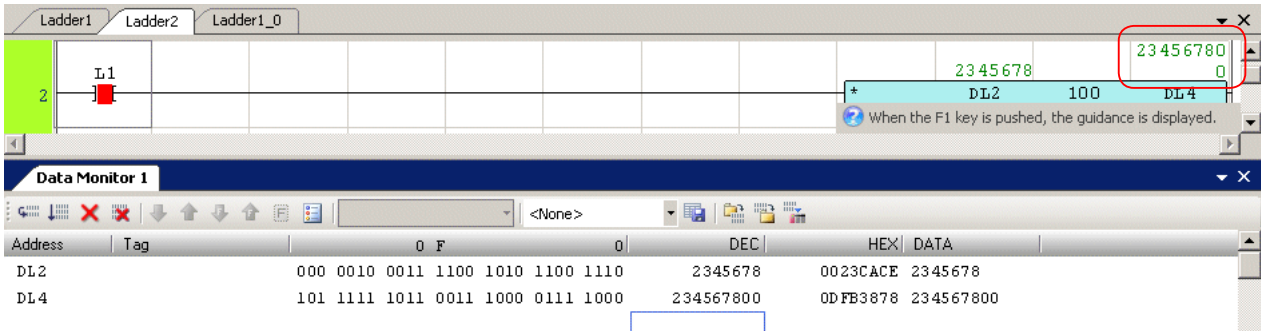 Ladder1 Ladder2 Ladder1_0
23456780
L1 2345678 0
2 * DL2 100 DL4
When the F1 key is pushed, the guidance is displayed.
Data Monitor 1
<None>
Address Tag 0 F 0 DEC HEX DATA
DL2 000 0010 0011 1100 1010 1100 1110 2345678 0023CACE 2345678
DL4 101 1111 1011 0011 1000 0111 1000 234567800 0DFB3878 234567800